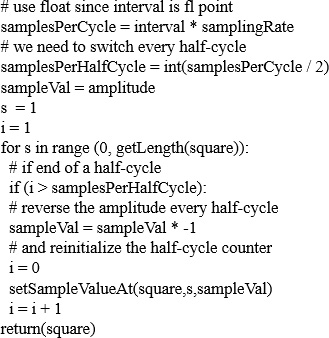 # use float since interval is fl point
samplesPerCycle = interval * samplingRate
# we need to switch every half-cycle
samplesPerHalfCycle = int(samplesPerCycle / 2)
sampleVal = amplitude
s = 1
i = 1
for s in range (0, getLength(square)):
# if end of a half-cycle
if (i > samplesPerHalfCycle):
# reverse the amplitude every half-cycle
sampleVal = sampleVal * -1
# and reinitialize the half-cycle counter
i = 0
setSampleValueAt(square,s,sampleVal)
i = i + 1
return(square)